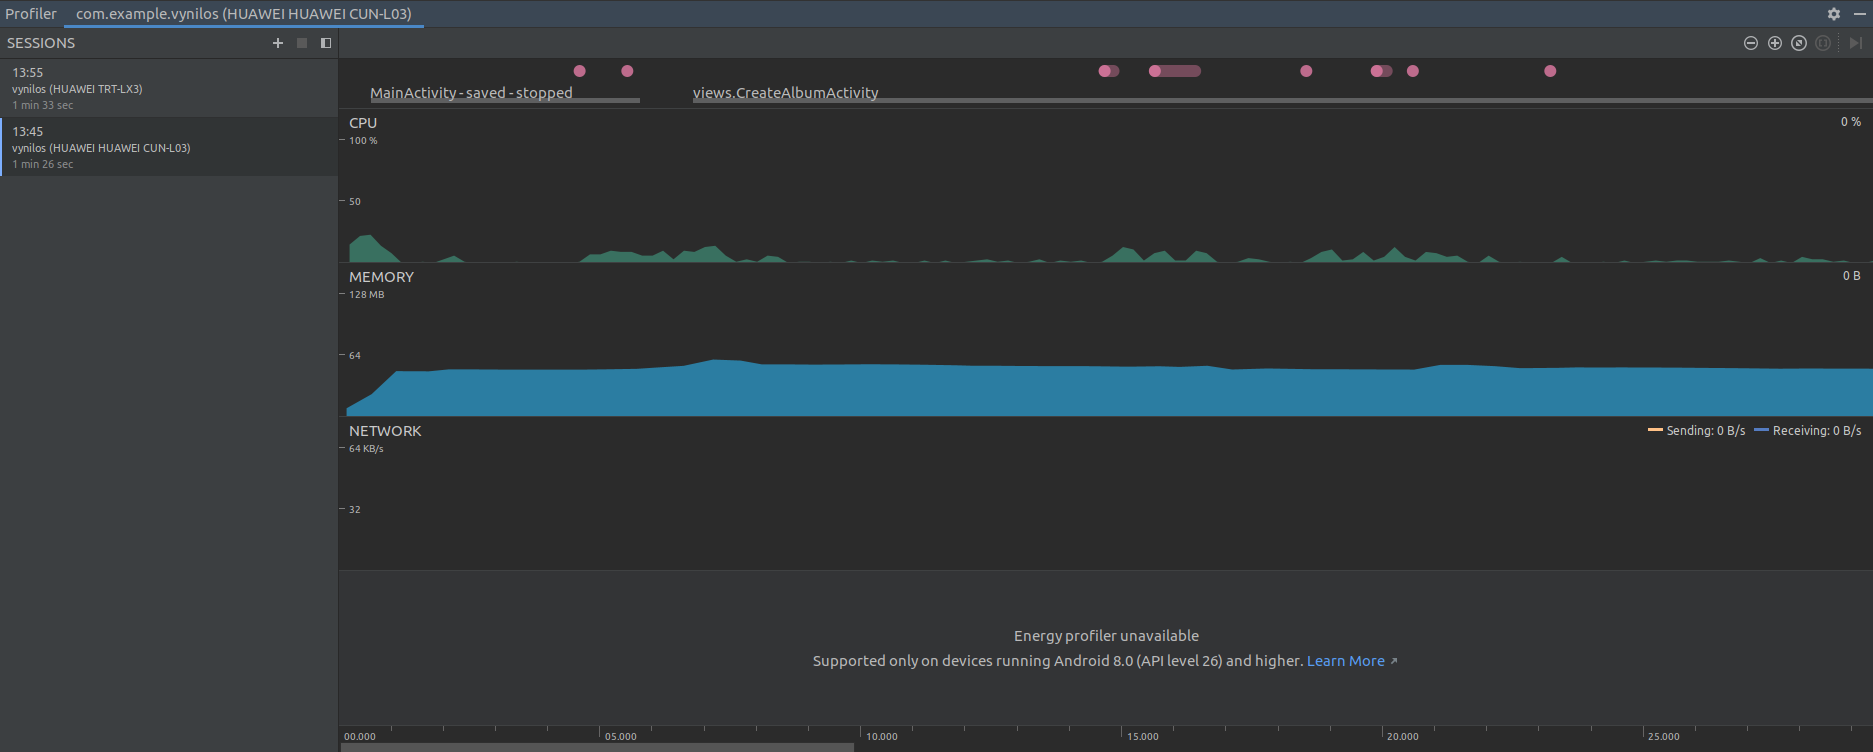 Profiler com.example.vynilos (HUAWEI HUAWEI CUN-L03)
SESSIONS
13:55
vynilos (HUAWEI TRT-LX3)
1 min 33 sec
13:45
vynilos (HUAWEI HUAWEI CUN-L03)
1 min 26 sec
MainActivity - saved - stopped views.CreateAlbumActivity
CPU 0 %
100 %
50
MEMORY 0 B
128 MB
64
NETWORK Sending: 0 B/s Receiving: 0 B/s
64 KB/s
32
Energy profiler unavailable
Supported only on devices running Android 8.0 (API level 26) and higher. Learn More
00.000 05.000 10.000 15.000 20.000 25.000